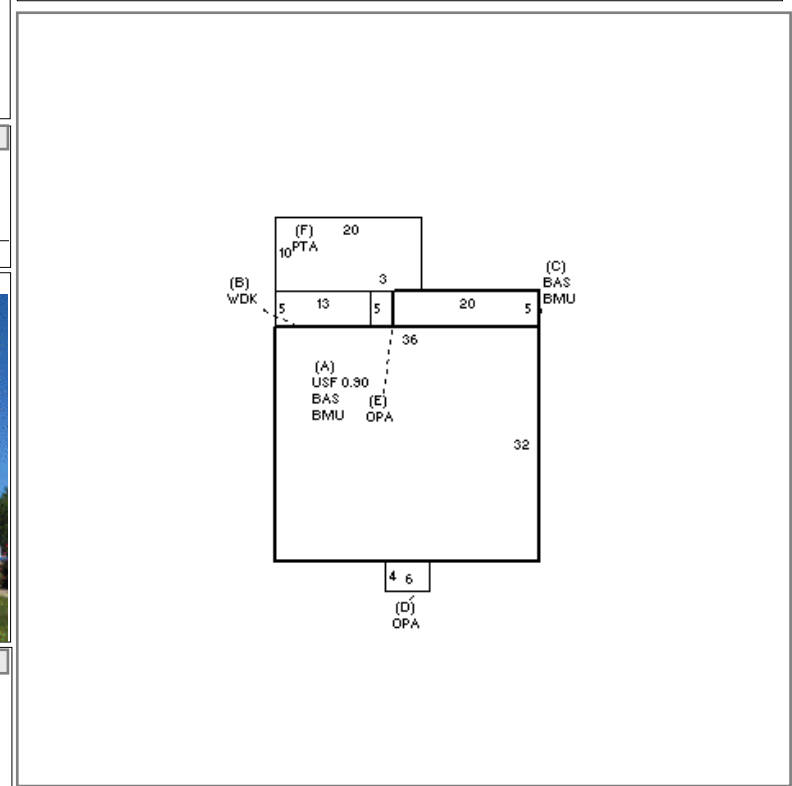 (F) 20
10 PTA
(C)
BAS
BMU
(B)
WDK
3
5 13 5 20 5
36
(A)
USF 0.90
BAS
BMU
(E)
OPA
32
4 6
(D)
OPA